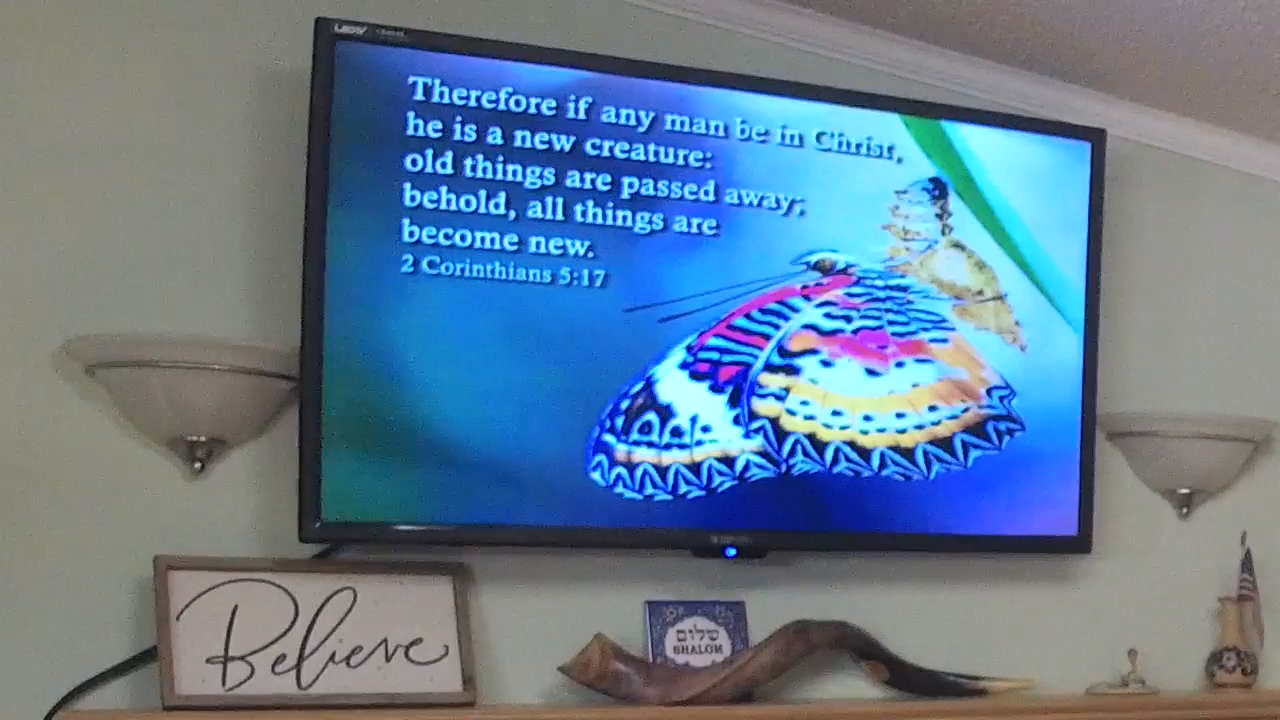 Therefore if any man be in Christ,
he is a new creature:
old things are passed away;
behold, all things are
become new.
2 Corinthians 5:17
Believe
שלום
SHALOM